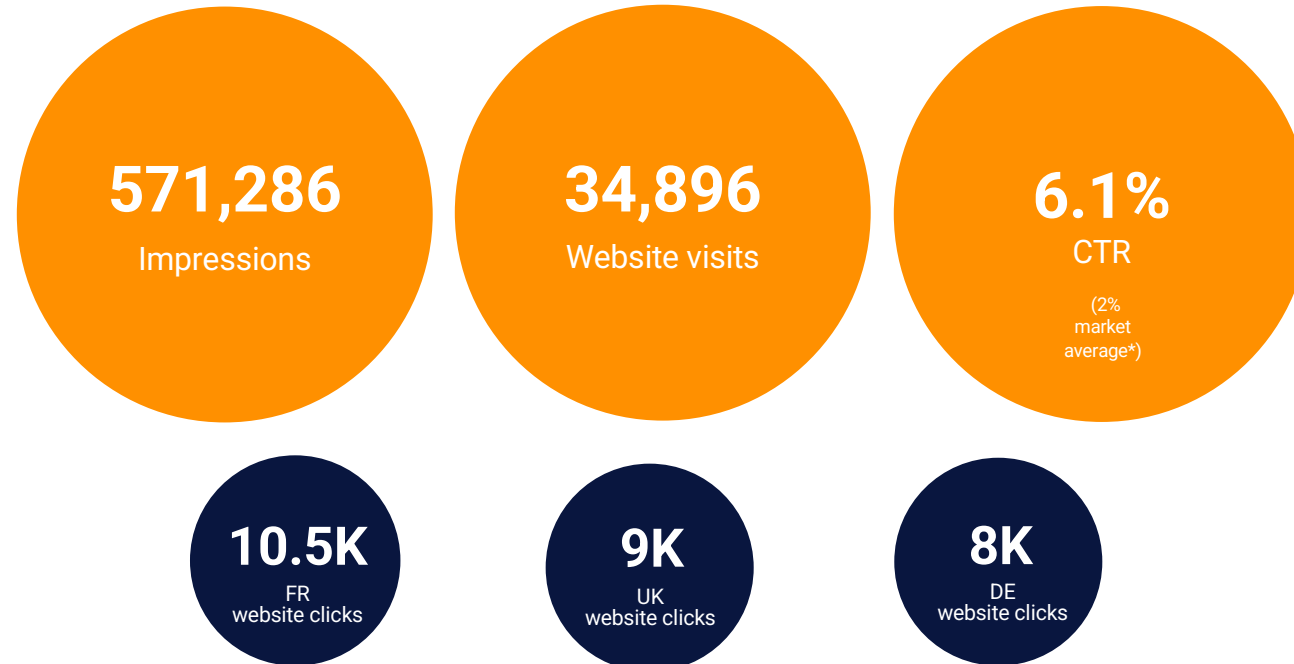 571,286
Impressions
34,896
Website visits
6.1%
CTR
(2%
market
average*)
10.5K
FR
website clicks
9K
UK
website clicks
8K
DE
website clicks